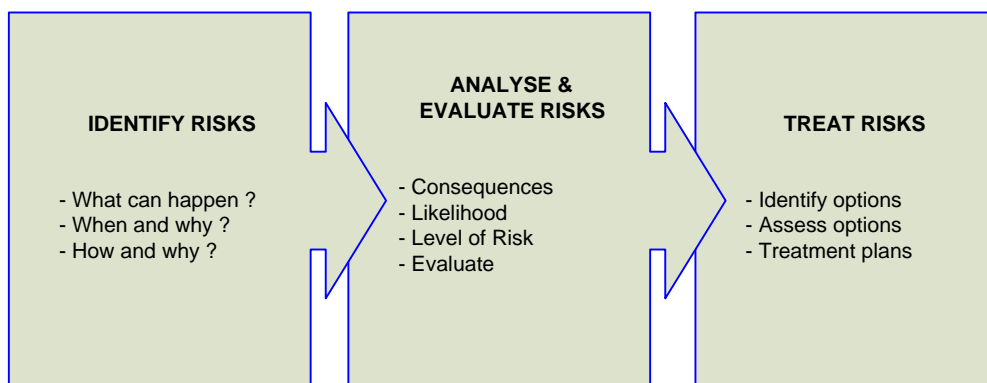 IDENTIFY RISKS
- What can happen ?
- When and why ?
- How and why ?
ANALYSE &
EVALUATE RISKS
- Consequences
- Likelihood
- Level of Risk
- Evaluate
TREAT RISKS
- Identify options
- Assess options
- Treatment plans